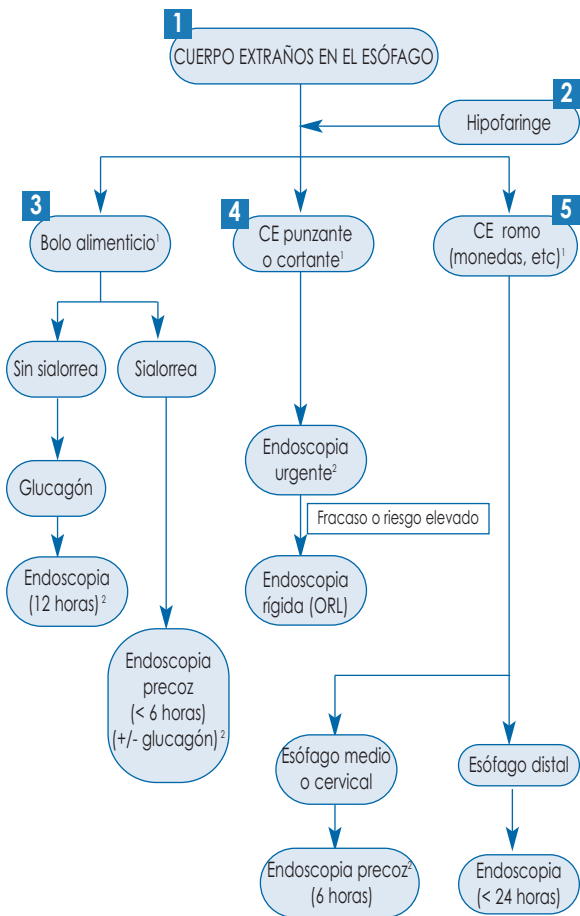 1
CUERPO EXTRAÑOS EN EL ESÓFAGO
2
Hipofaringe
3
Bolo alimenticio¹
4
CE punzante
o cortante¹
5
CE romo
(monedas, etc)¹
Sin sialorrea
Sialorrea
Glucagón
Endoscopia
(12 horas)²
Endoscopia
precoz
(< 6 horas)
(+/- glucagón)²
Endoscopia
urgente²
Fracaso o riesgo elevado
Endoscopia
rígida (ORL)
Esófago medio
o cervical
Esófago distal
Endoscopia precoz²
(6 horas)
Endoscopia
(< 24 horas)